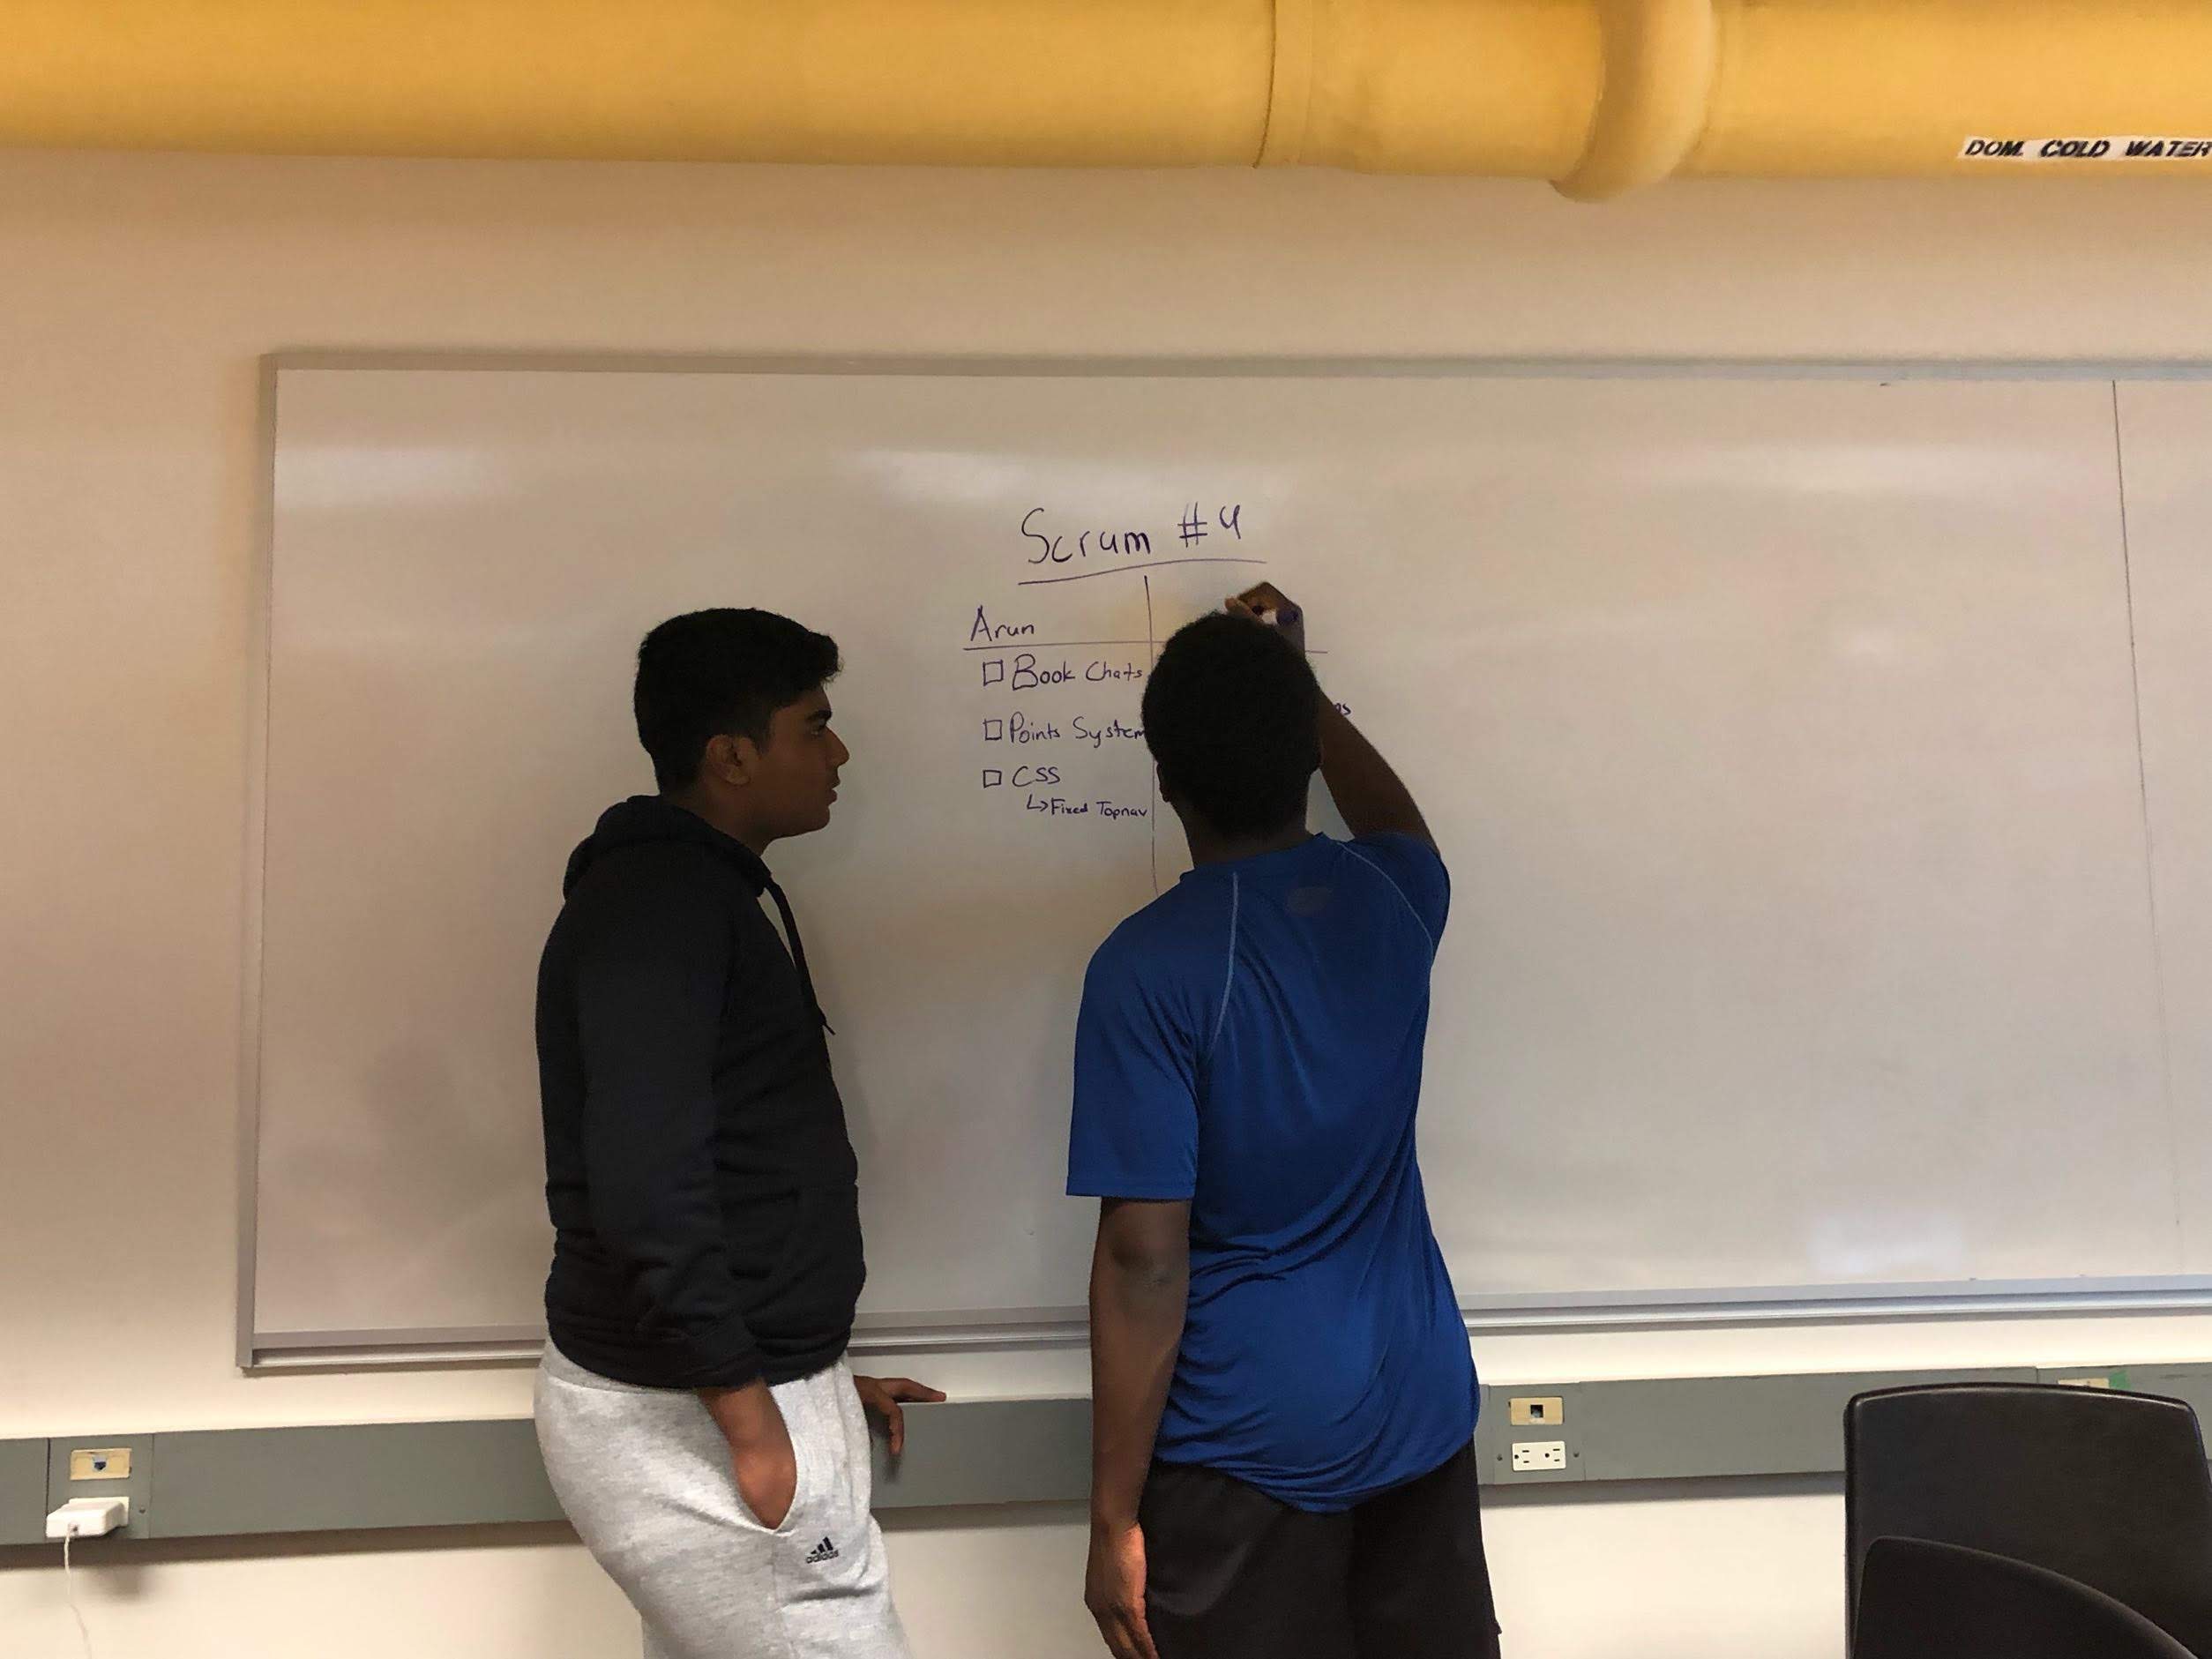 DOM. COLD WATER
Scrum #4
Arun
Book Chats
Points System
CSS
↳Fixed Topnav
adidas